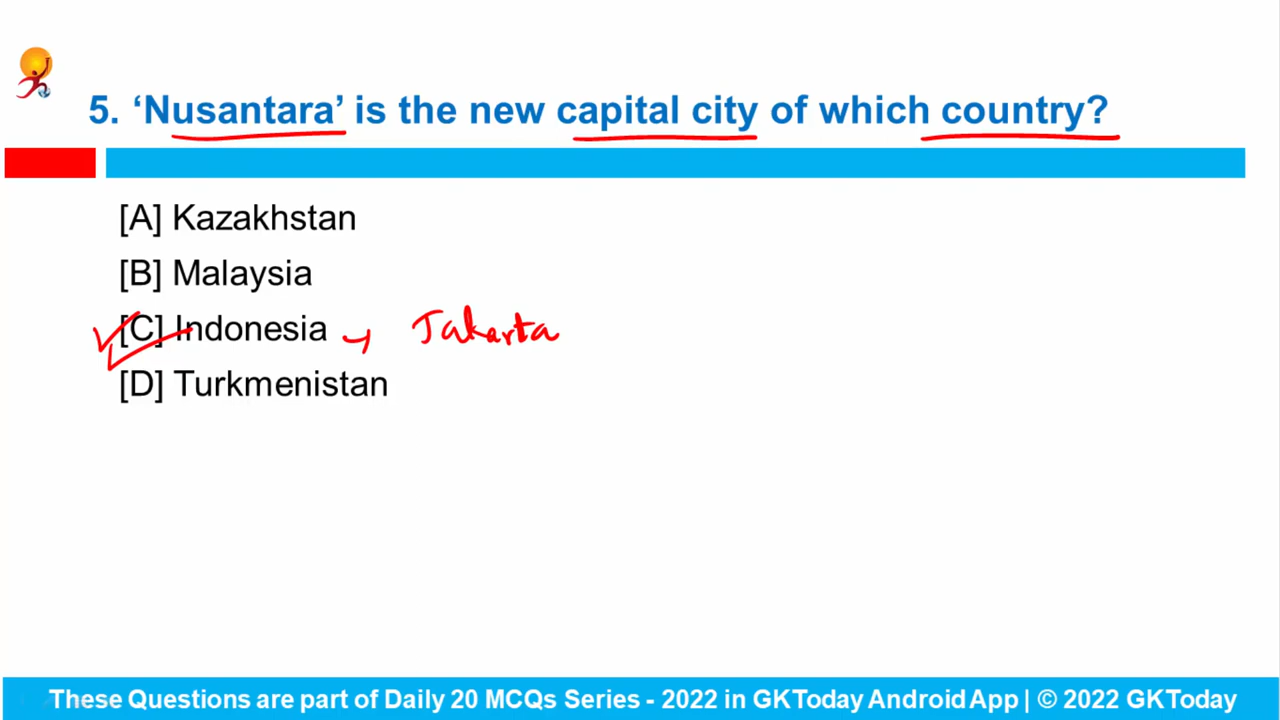 5. ‘Nusantara’ is the new capital city of which country?
[A] Kazakhstan
[B] Malaysia
[C] Indonesia → Jakarta
[D] Turkmenistan
These Questions are part of Daily 20 MCQs Series - 2022 in GKToday Android App | © 2022 GKToday